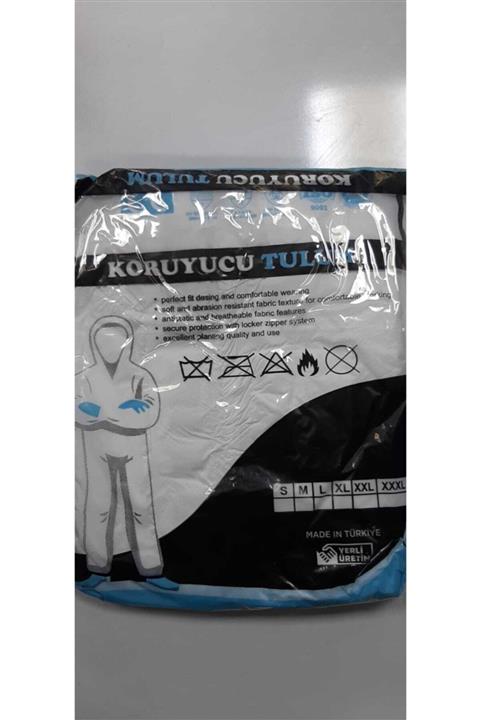 KORUYUCU TULUM
9001
KORUYUCU TULUM
• perfect fit desing and comfortable wearing
• soft and abrasion resistant fabric texture for comfortable
• antistatic and breatheable fabric features
• secure protection with locker zipper system
• excellent planting quality and use
S M L XL XXL XXXL
MADE IN TÜRKİYE
YERLİ
ÜRETİM